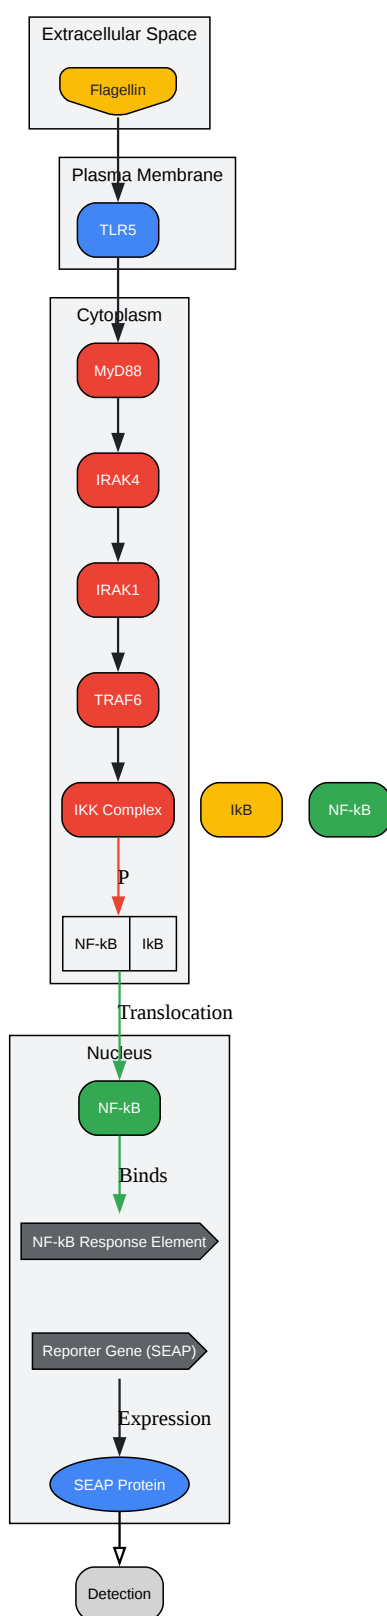 Extracellular Space
Flagellin
Plasma Membrane
TLR5
Cytoplasm
MyD88
IRAK4
IRAK1
TRAF6
IKK Complex
IkB
NF-kB
P
NF-kB
IkB
Translocation
Nucleus
NF-kB
Binds
NF-kB Response Element
Reporter Gene (SEAP)
Expression
SEAP Protein
Detection